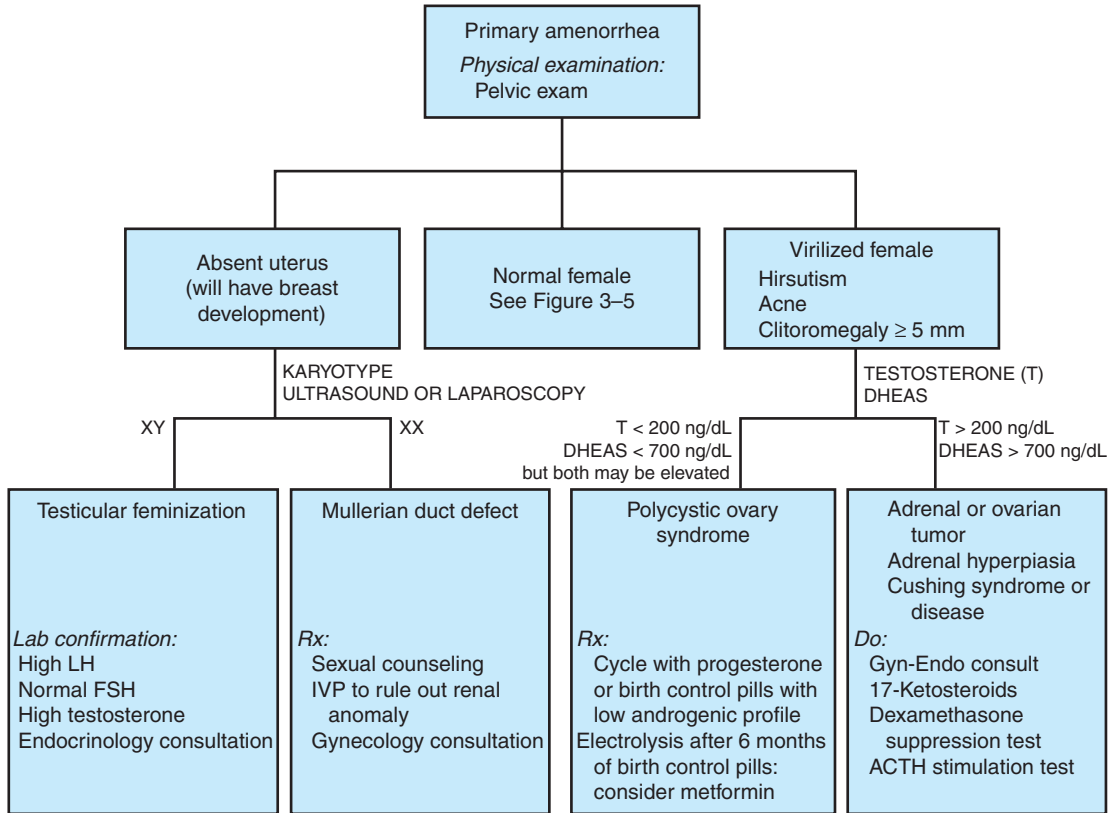 Primary amenorrhea
Physical examination:
Pelvic exam
Absent uterus
(will have breast
development)
Normal female
See Figure 3–5
Virilized female
Hirsutism
Acne
Clitoromegaly ≥ 5 mm
KARYOTYPE
ULTRASOUND OR LAPAROSCOPY
TESTOSTERONE (T)
DHEAS
XY
XX
T < 200 ng/dL
DHEAS < 700 ng/dL
but both may be elevated
T > 200 ng/dL
DHEAS > 700 ng/dL
Testicular feminization
Lab confirmation:
High LH
Normal FSH
High testosterone
Endocrinology consultation
Mullerian duct defect
Rx:
Sexual counseling
IVP to rule out renal
anomaly
Gynecology consultation
Polycystic ovary
syndrome
Rx:
Cycle with progesterone
or birth control pills with
low androgenic profile
Electrolysis after 6 months
of birth control pills:
consider metformin
Adrenal or ovarian
tumor
Adrenal hyperpiasia
Cushing syndrome or
disease
Do:
Gyn-Endo consult
17-Ketosteroids
Dexamethasone
suppression test
ACTH stimulation test